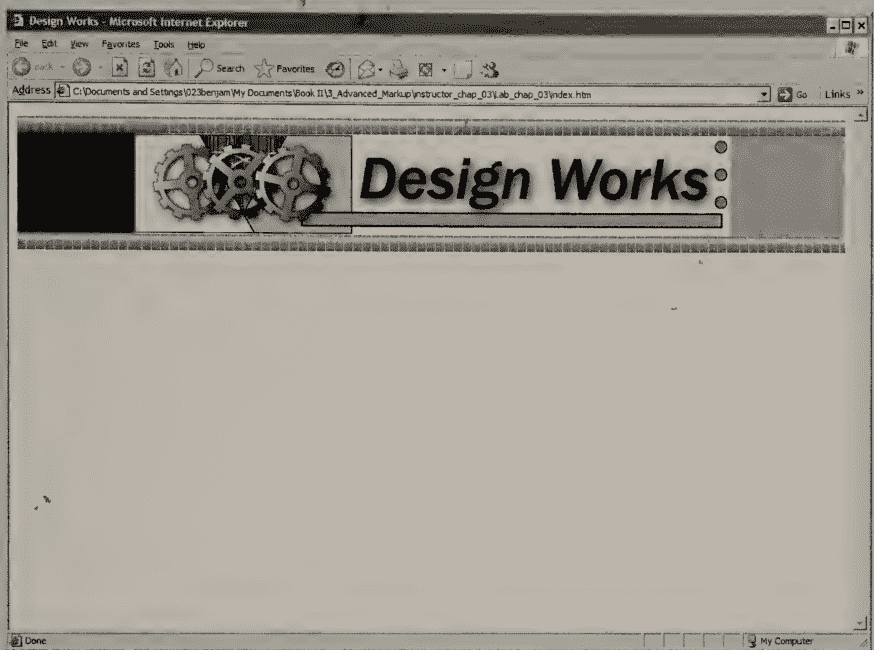 Design Works - Microsoft Internet Explorer
File Edit View Favorites Tools Help
Back Search Favorites
Address C:\Documents and Settings\023benjam\My Documents\Book II\3_Advanced_Markup\Instructor_chap_03\Lab_chap_03\index.htm Go Links »
Design Works
Done My Computer